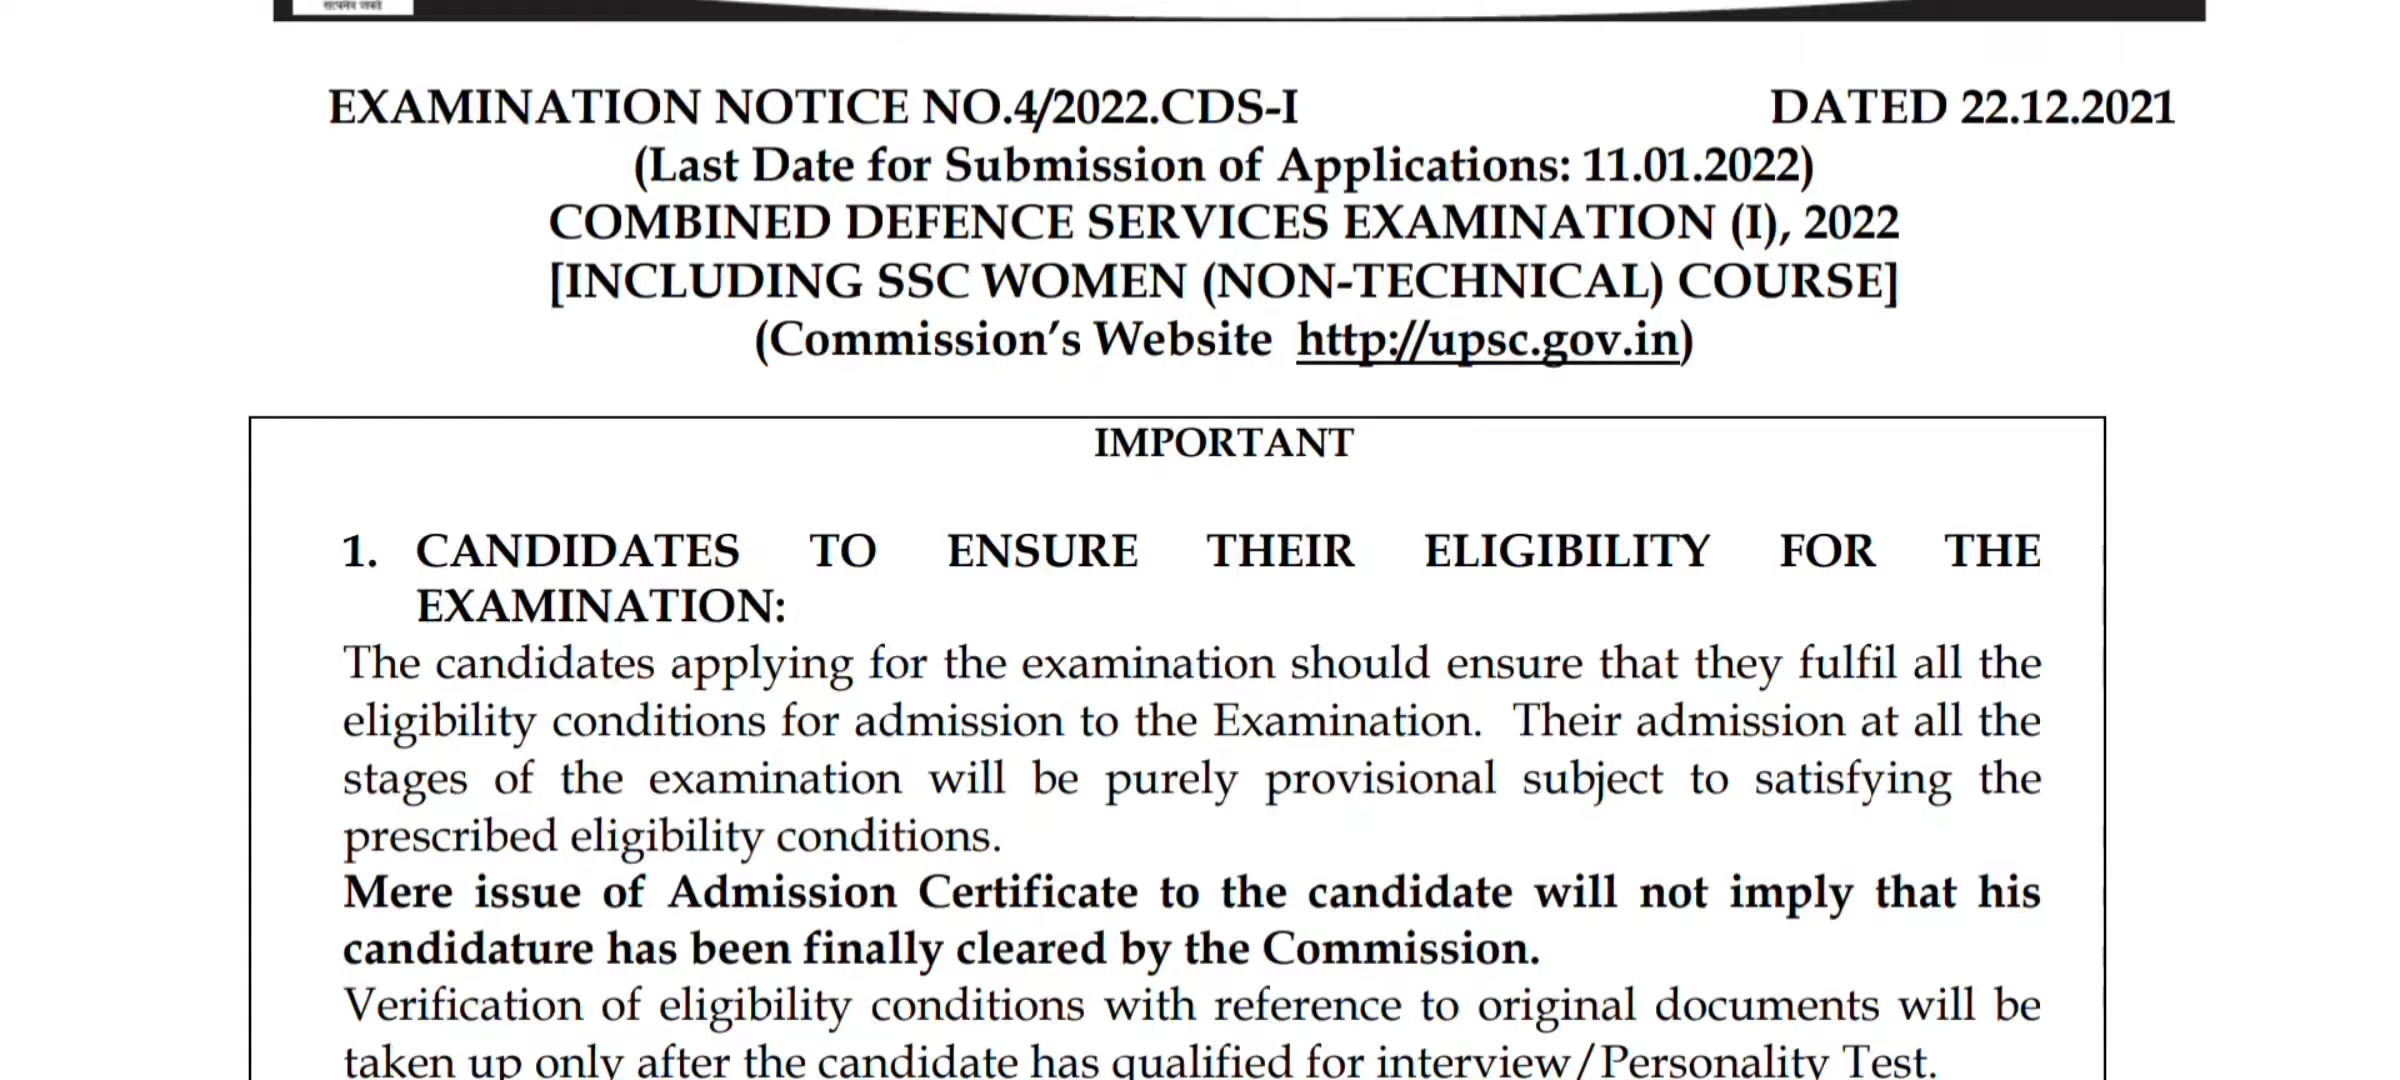 सत्यमेव जयते
EXAMINATION NOTICE NO.4/2022.CDS-I DATED 22.12.2021
(Last Date for Submission of Applications: 11.01.2022)
COMBINED DEFENCE SERVICES EXAMINATION (I), 2022
[INCLUDING SSC WOMEN (NON-TECHNICAL) COURSE]
(Commission’s Website http://upsc.gov.in)
IMPORTANT
1. CANDIDATES TO ENSURE THEIR ELIGIBILITY FOR THE
EXAMINATION:
The candidates applying for the examination should ensure that they fulfil all the
eligibility conditions for admission to the Examination. Their admission at all the
stages of the examination will be purely provisional subject to satisfying the
prescribed eligibility conditions.
Mere issue of Admission Certificate to the candidate will not imply that his
candidature has been finally cleared by the Commission.
Verification of eligibility conditions with reference to original documents will be
taken up only after the candidate has qualified for interview/Personality Test.